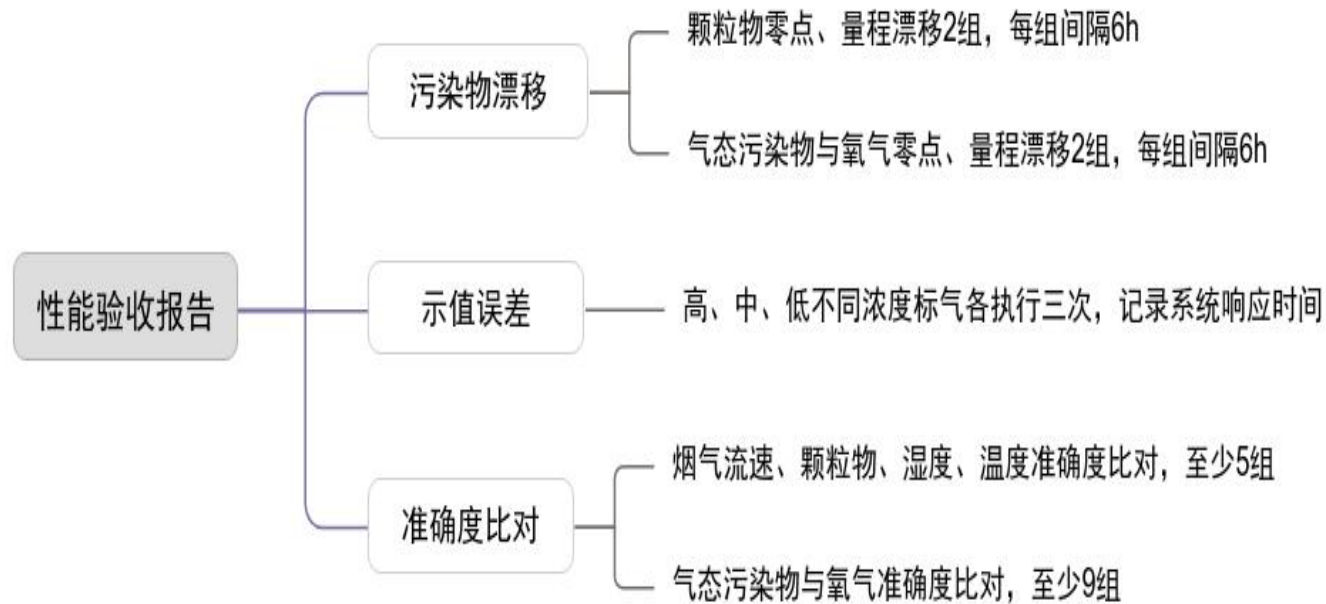 性能验收报告
污染物漂移
颗粒物零点、量程漂移2组，每组间隔6h
气态污染物与氧气零点、量程漂移2组，每组间隔6h
示值误差
高、中、低不同浓度标气各执行三次，记录系统响应时间
准确度比对
烟气流速、颗粒物、湿度、温度准确度比对，至少5组
气态污染物与氧气准确度比对，至少9组